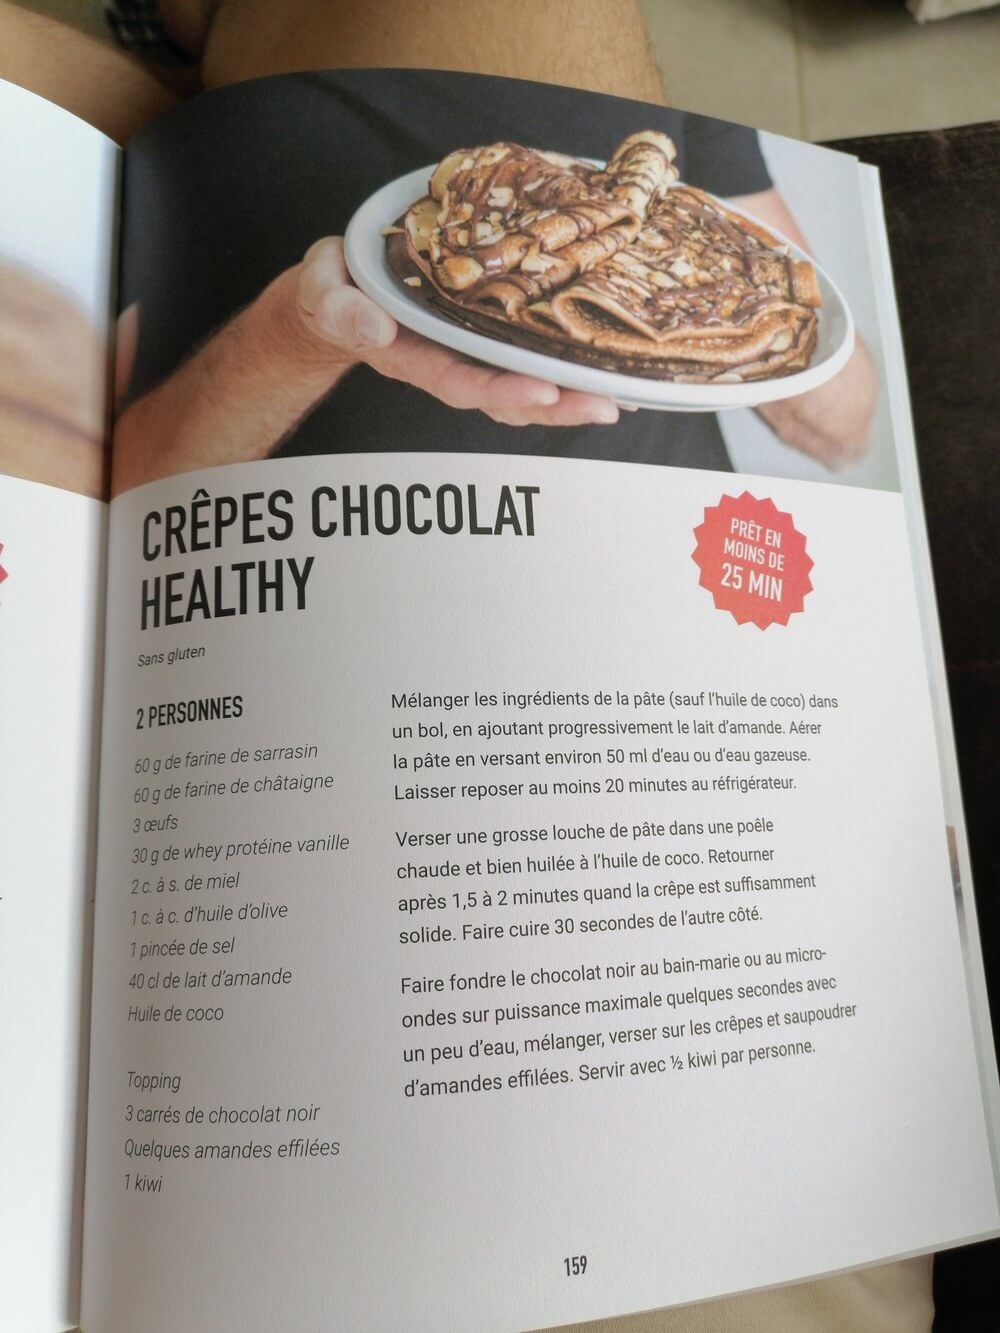 CRÊPES CHOCOLAT
HEALTHY
PRÊT EN
MOINS DE
25 MIN
Sans gluten
2 PERSONNES
60 g de farine de sarrasin
60 g de farine de châtaigne
3 œufs
30 g de whey protéine vanille
2 c. à s. de miel
1 c. à c. d'huile d'olive
1 pincée de sel
40 cl de lait d'amande
Huile de coco
Topping
3 carrés de chocolat noir
Quelques amandes effilées
1 kiwi
Mélanger les ingrédients de la pâte (sauf l'huile de coco) dans
un bol, en ajoutant progressivement le lait d'amande. Aérer
la pâte en versant environ 50 ml d'eau ou d'eau gazeuse.
Laisser reposer au moins 20 minutes au réfrigérateur.
Verser une grosse louche de pâte dans une poêle
chaude et bien huilée à l'huile de coco. Retourner
après 1,5 à 2 minutes quand la crêpe est suffisamment
solide. Faire cuire 30 secondes de l'autre côté.
Faire fondre le chocolat noir au bain-marie ou au micro-
ondes sur puissance maximale quelques secondes avec
un peu d'eau, mélanger, verser sur les crêpes et saupoudrer
d'amandes effilées. Servir avec ½ kiwi par personne.
159